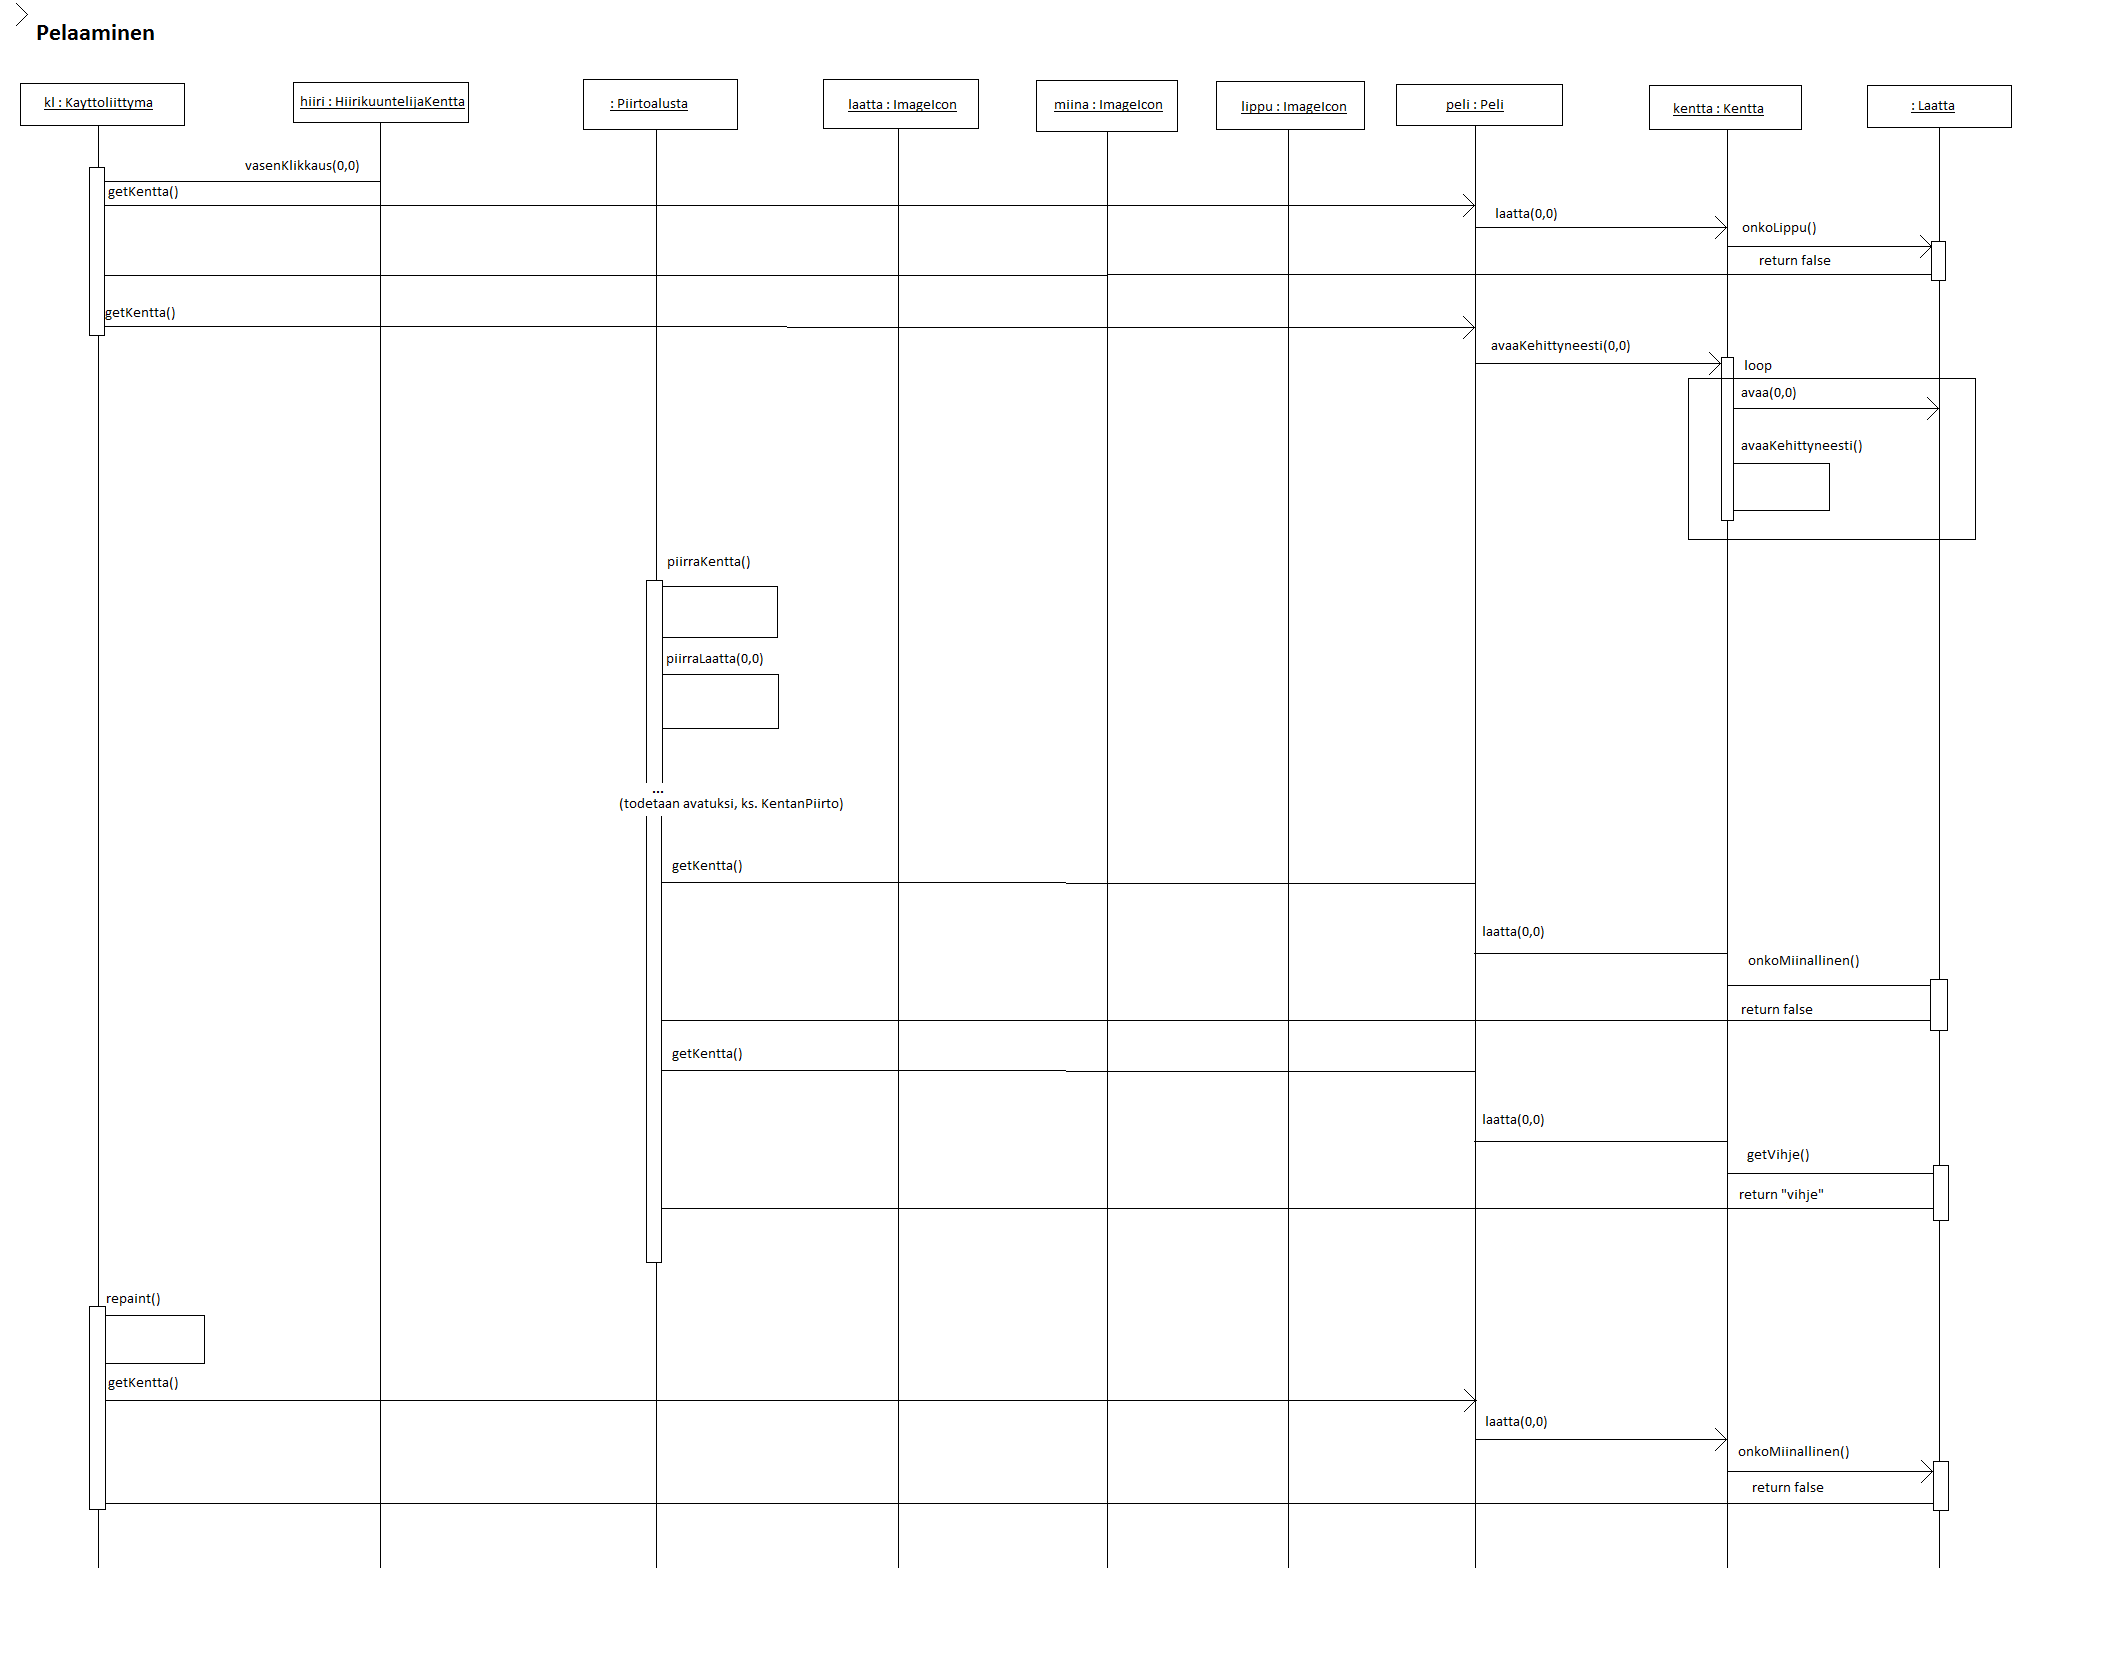 Pelaaminen
kl : Kayttoliittyma
hiiri : HiirikuuntelijaKentta
: Piirtoalusta
laatta : ImageIcon
miina : ImageIcon
lippu : ImageIcon
peli : Peli
kentta : Kentta
: Laatta
vasenKlikkaus(0,0)
getKentta()
laatta(0,0)
onkoLippu()
return false
getKentta()
avaaKehittyneesti(0,0)
loop
avaa(0,0)
avaaKehittyneesti()
piirraKentta()
piirraLaatta(0,0)
...
(todetaan avatuksi, ks. KentanPiirto)
getKentta()
laatta(0,0)
onkoMiinallinen()
return false
getKentta()
laatta(0,0)
getVihje()
return "vihje"
repaint()
getKentta()
laatta(0,0)
onkoMiinallinen()
return false